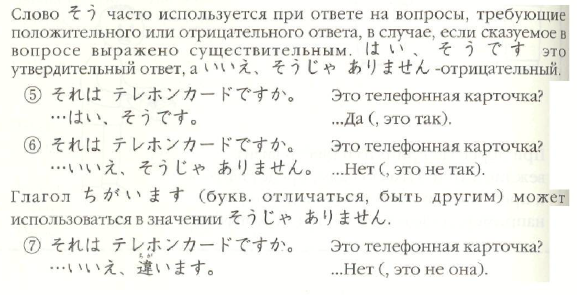 Слово そう часто используется при ответе на вопросы, требующие
положительного или отрицательного ответа, в случае, если сказуемое в
вопросе выражено существительным. はい、そうです это
утвердительный ответ, а いいえ、そうじゃ ありません -отрицательный.
⑤ それは テレホンカードですか。 Это телефонная карточка?
…はい、そうです。 ...Да (, это так).
⑥ それは テレホンカードですか。 Это телефонная карточка?
…いいえ、そうじゃ ありません。 ...Нет (, это не так).
Глагол ちがいます (букв. отличаться, быть другим) может
использоваться в значении そうじゃ ありません.
⑦ それは テレホンカードですか。 Это телефонная карточка?
…いいえ、違います。 ...Нет (, это не она).